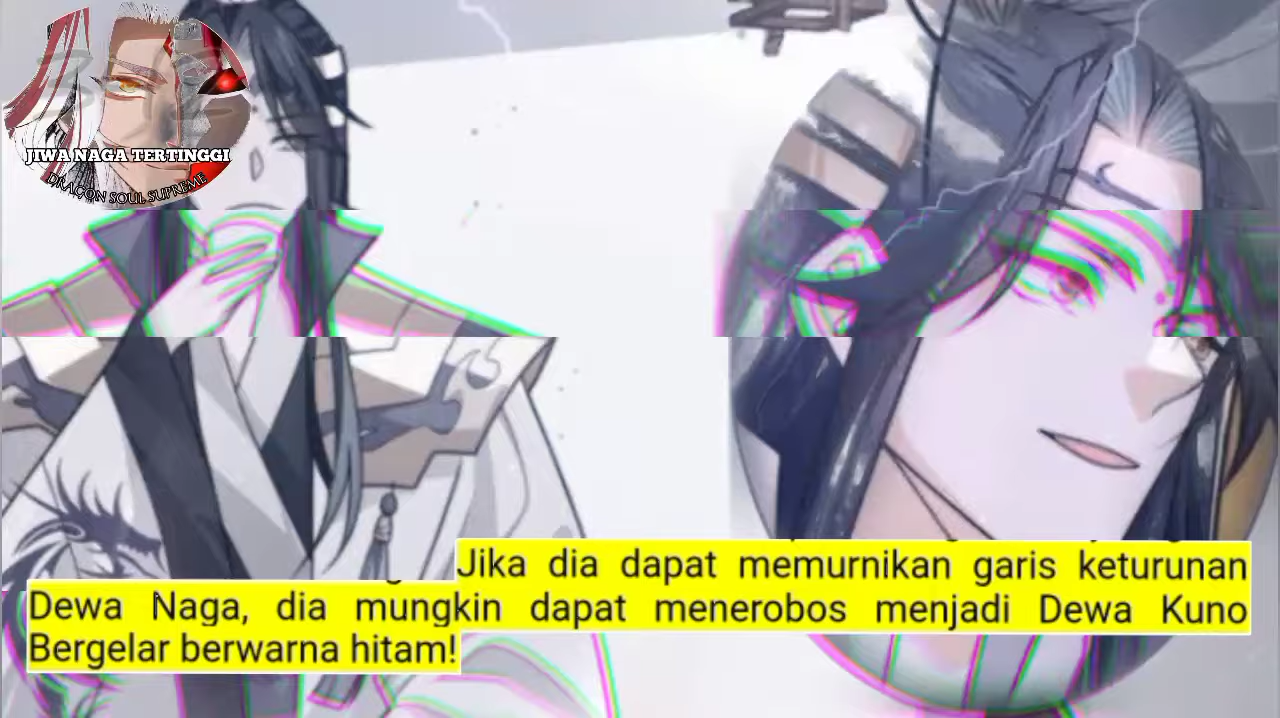 JIWA NAGA TERTINGGI
DRAGON SOUL SUPREME
Jika dia dapat memurnikan garis keturunan
Dewa Naga, dia mungkin dapat menerobos menjadi Dewa Kuno
Bergelar berwarna hitam!